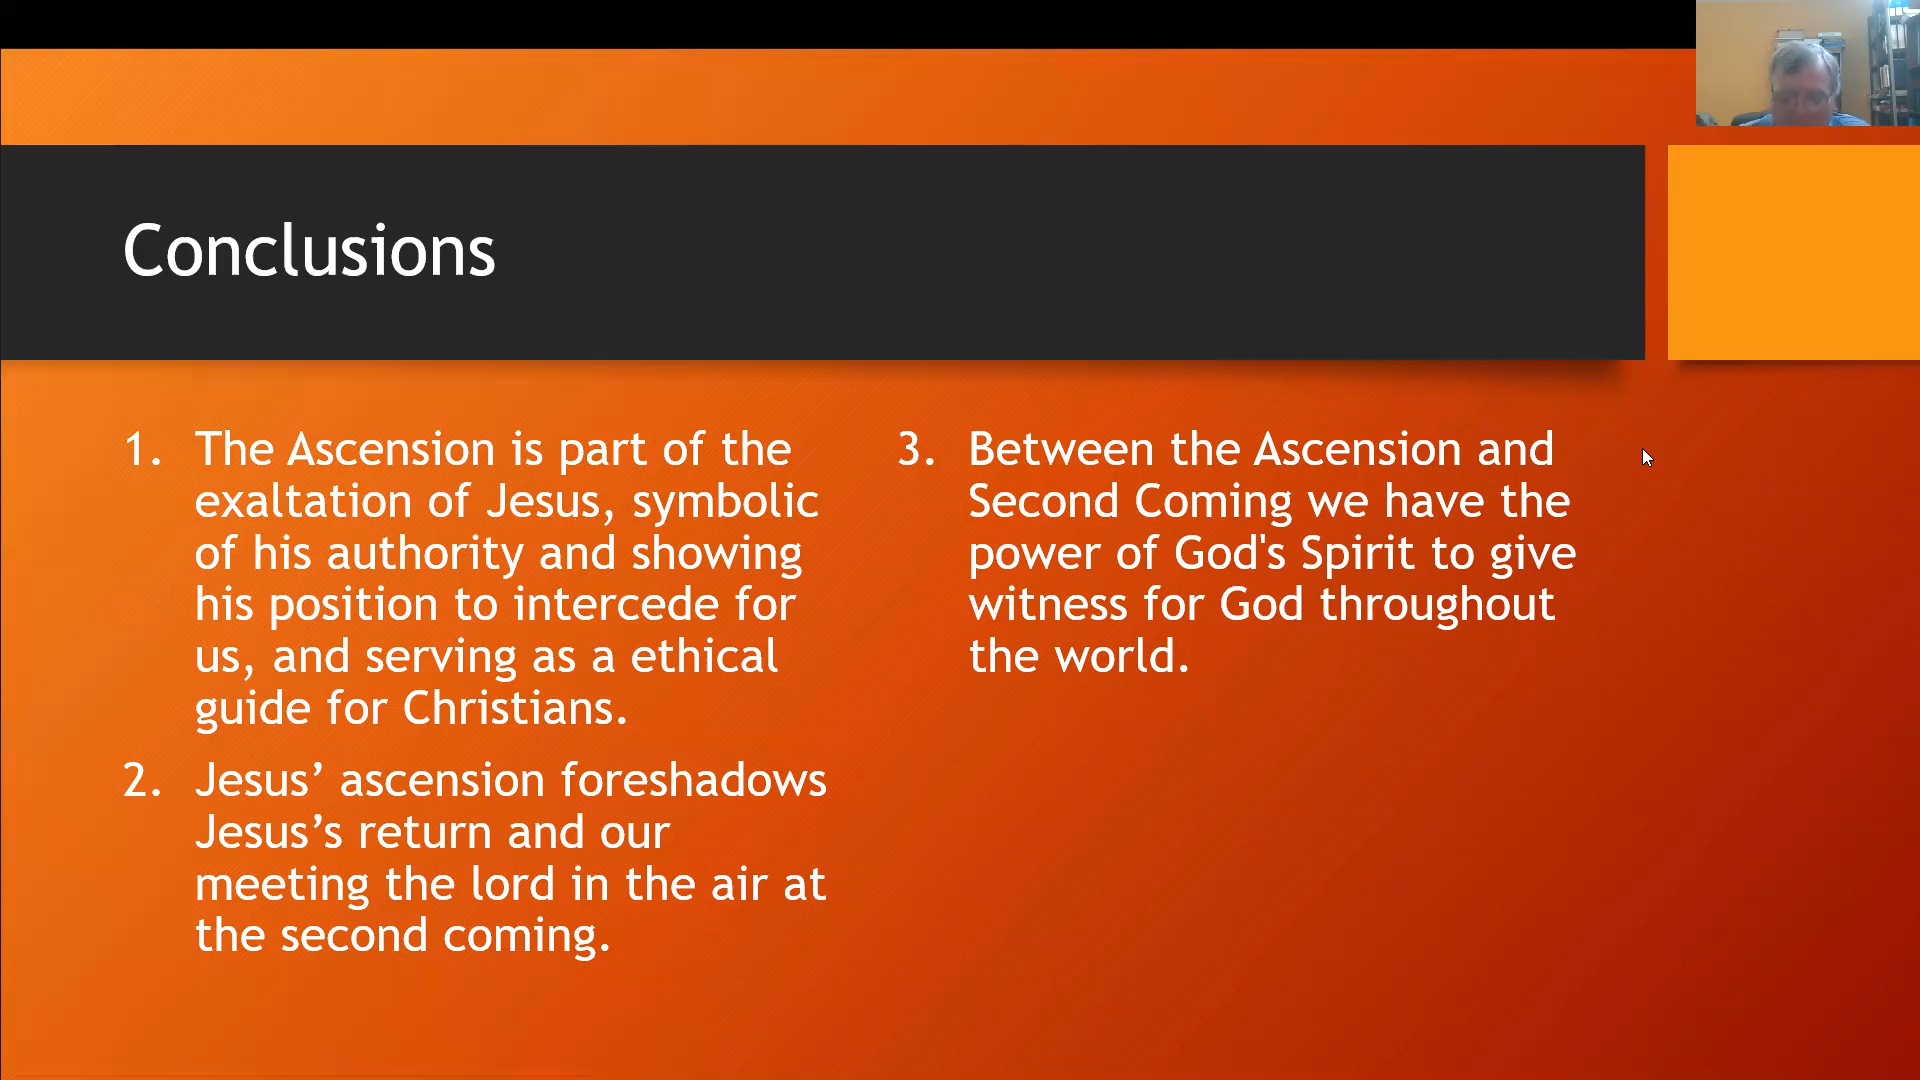 Conclusions
1. The Ascension is part of the
exaltation of Jesus, symbolic
of his authority and showing
his position to intercede for
us, and serving as a ethical
guide for Christians.
2. Jesus’ ascension foreshadows
Jesus’s return and our
meeting the lord in the air at
the second coming.
3. Between the Ascension and
Second Coming we have the
power of God's Spirit to give
witness for God throughout
the world.